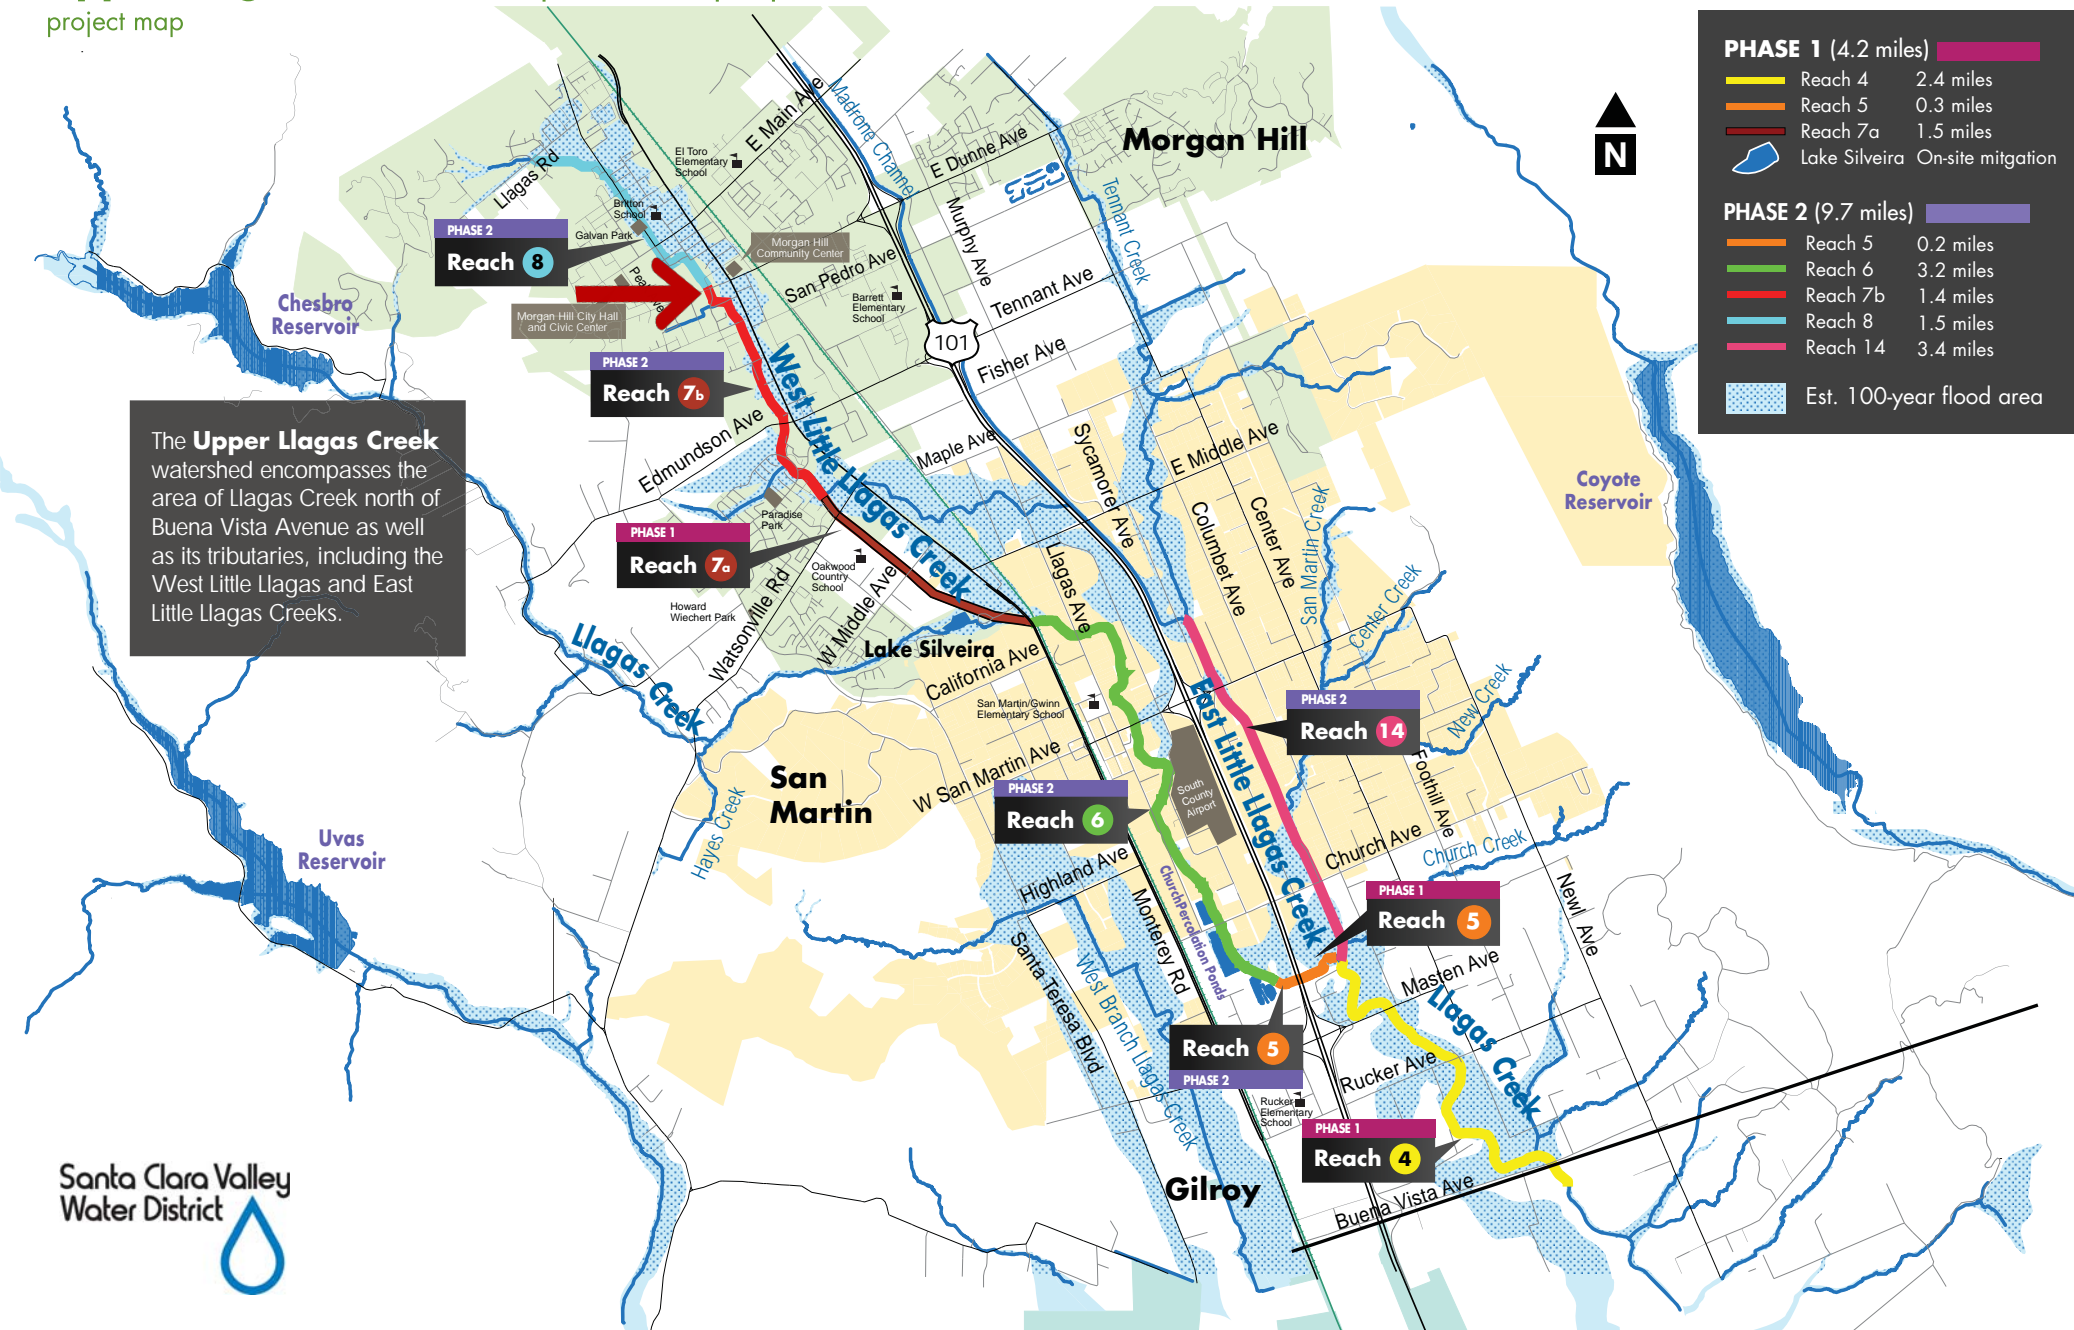 project map
PHASE 1 (4.2 miles)
Reach 4 2.4 miles
Reach 5 0.3 miles
Reach 7a 1.5 miles
Lake Silveira On-site mitgation
PHASE 2 (9.7 miles)
Reach 5 0.2 miles
Reach 6 3.2 miles
Reach 7b 1.4 miles
Reach 8 1.5 miles
Reach 14 3.4 miles
Est. 100-year flood area
N
Morgan Hill
E Main Ave
Madrone Channel
E Dunne Ave
El Toro
Elementary
School
Llagas Rd
Britton
School
Galvan Park
PHASE 2
Reach 8
Morgan Hill
Community Center
San Pedro Ave
Murphy Ave
Tennant Creek
Tennant Ave
Barrett
Elementary
School
Peak Ave
Morgan Hill City Hall
and Civic Center
Chesbro
Reservoir
101
Fisher Ave
PHASE 2
Reach 7b
West Little Llagas Creek
Edmundson Ave
Maple Ave
Sycamorer Ave
E Middle Ave
The Upper Llagas Creek
watershed encompasses the
area of Llagas Creek north of
Buena Vista Avenue as well
as its tributaries, including the
West Little Llagas and East
Little Llagas Creeks.
Coyote
Reservoir
Paradise
Park
PHASE 1
Reach 7a
Columbet Ave
Center Ave
San Martin Creek
Center Creek
Oakwood
Country
School
Howard
Wiechert Park
Watsonville Rd
W Middle Ave
Llagas Ave
Llagas Creek
Lake Silveira
California Ave
San Martin/Gwinn
Elementary School
East Little Llagas Creek
PHASE 2
Reach 14
New Creek
San
Martin
W San Martin Ave
PHASE 2
Reach 6
South
County
Airport
Foothill Ave
Hayes Creek
Uvas
Reservoir
Church Ave
Church Creek
Highland Ave
ChurchPercolation Ponds
Monterey Rd
PHASE 1
Reach 5
Newl Ave
Santa Teresa Blvd
West Branch Llagas Creek
Masten Ave
Llagas Creek
Reach 5
PHASE 2
Rucker Ave
Rucker
Elementary
School
PHASE 1
Reach 4
Gilroy
Buena Vista Ave
Santa Clara Valley
Water District